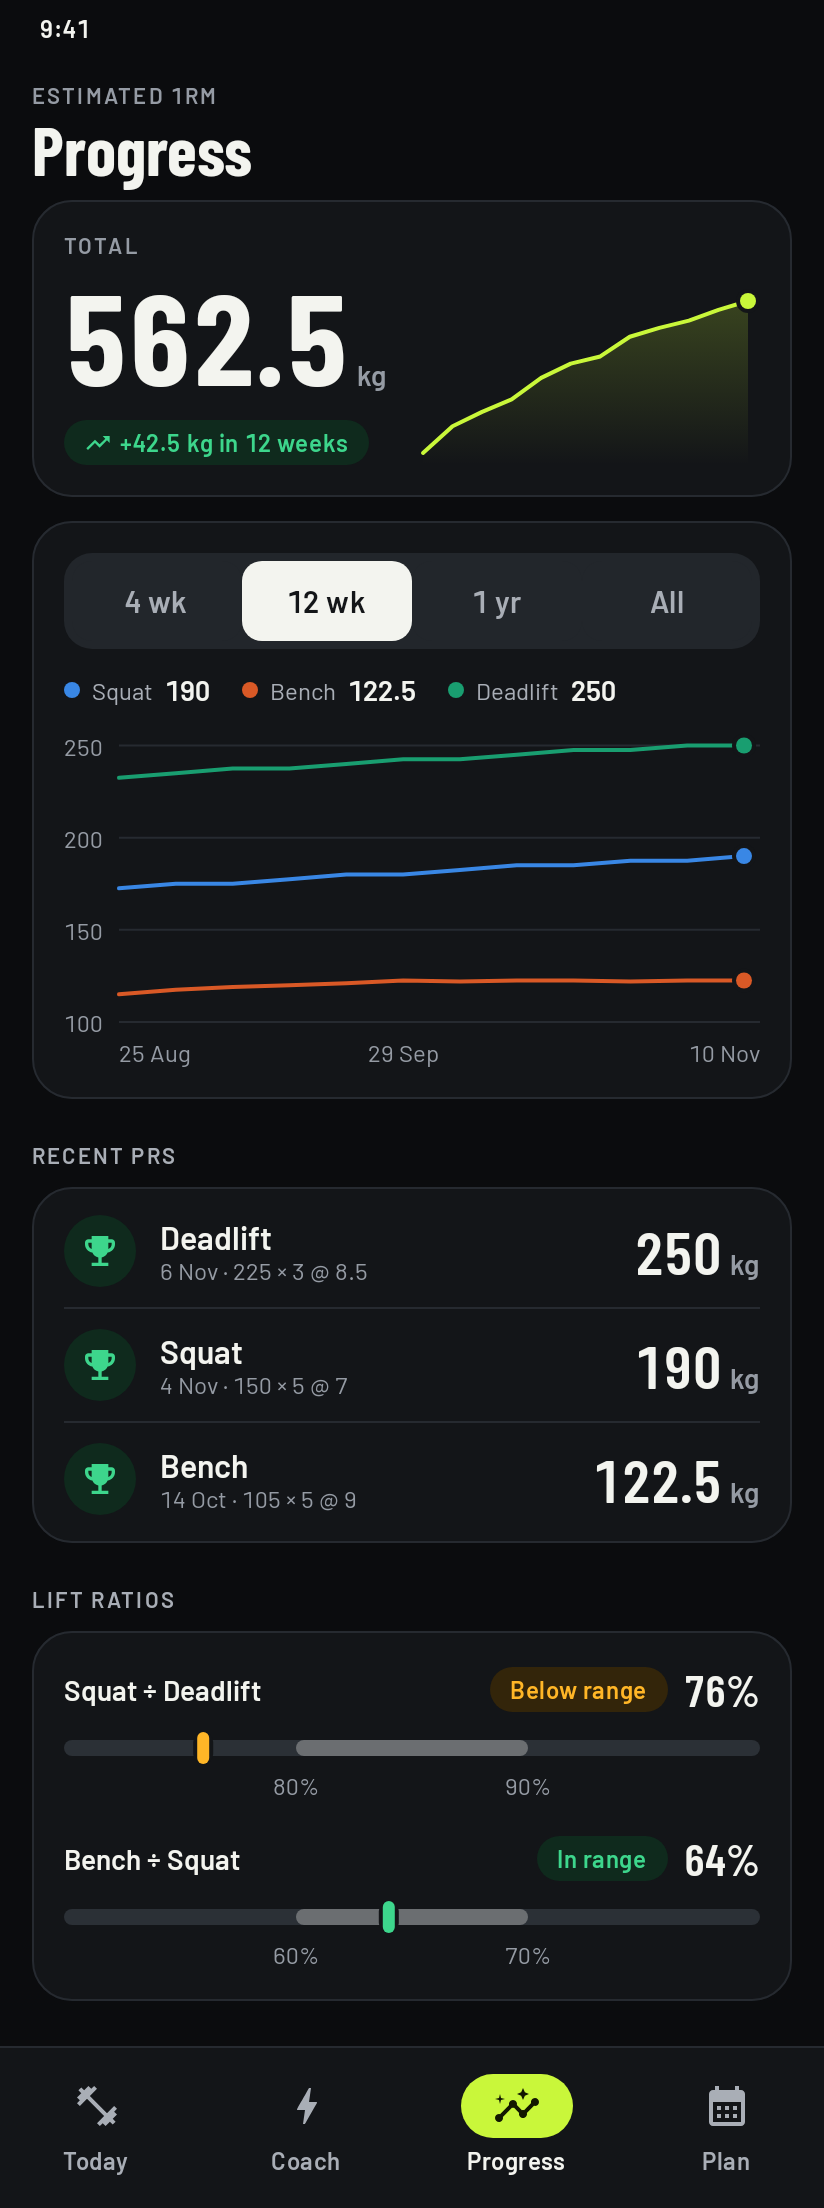 9:41
ESTIMATED 1RM
Progress
TOTAL
562.5 kg
+42.5 kg in 12 weeks
4 wk 12 wk 1 yr All
Squat 190 Bench 122.5 Deadlift 250
250
200
150
100
25 Aug 29 Sep 10 Nov
RECENT PRS
Deadlift
6 Nov · 225 × 3 @ 8.5
250 kg
Squat
4 Nov · 150 × 5 @ 7
190 kg
Bench
14 Oct · 105 × 5 @ 9
122.5 kg
LIFT RATIOS
Squat ÷ Deadlift Below range 76%
80% 90%
Bench ÷ Squat In range 64%
60% 70%
Today Coach Progress Plan